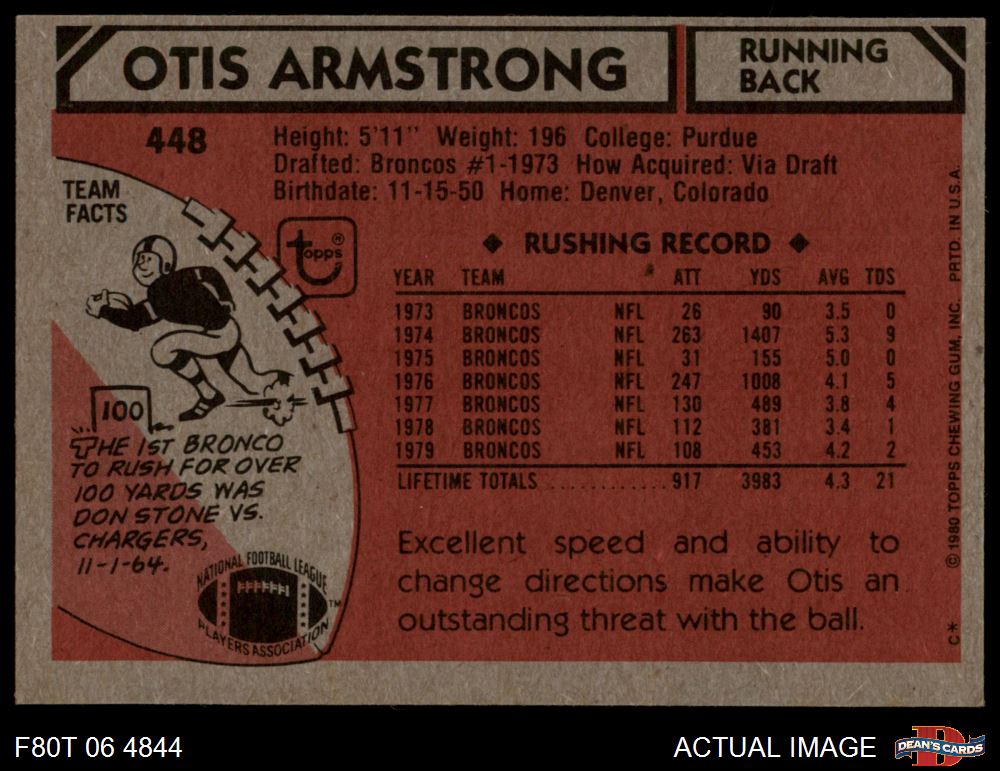 OTIS ARMSTRONG
RUNNING
BACK
448
Height: 5'11" Weight: 196 College: Purdue
Drafted: Broncos #1-1973 How Acquired: Via Draft
Birthdate: 11-15-50 Home: Denver, Colorado
TEAM
FACTS
topps®
100
THE 1ST BRONCO
TO RUSH FOR OVER
100 YARDS WAS
DON STONE VS.
CHARGERS,
11-1-64.
NATIONAL FOOTBALL LEAGUE
PLAYERS ASSOCIATION
TM
◆ RUSHING RECORD ◆
YEAR TEAM ATT YDS AVG TDS
1973 BRONCOS NFL 26 90 3.5 0
1974 BRONCOS NFL 263 1407 5.3 9
1975 BRONCOS NFL 31 155 5.0 0
1976 BRONCOS NFL 247 1008 4.1 5
1977 BRONCOS NFL 130 489 3.8 4
1978 BRONCOS NFL 112 381 3.4 1
1979 BRONCOS NFL 108 453 4.2 2
LIFETIME TOTALS ............ 917 3983 4.3 21
Excellent speed and ability to
change directions make Otis an
outstanding threat with the ball.
C* © 1980 TOPPS CHEWING GUM, INC. PRTD. IN U.S.A.
F80T 06 4844
ACTUAL IMAGE
D
DEAN'S CARDS